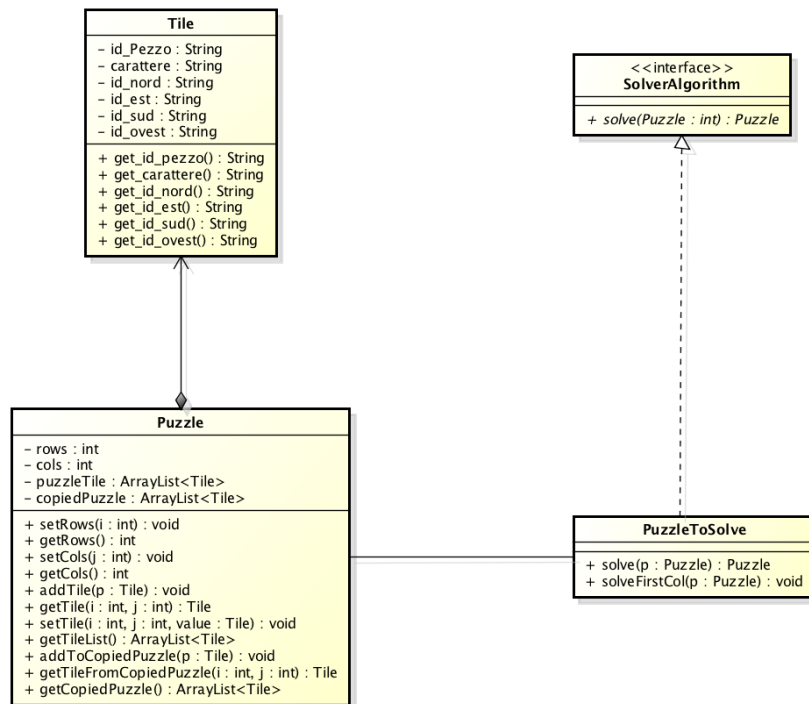 Tile
− id_Pezzo : String
− carattere : String
− id_nord : String
− id_est : String
− id_sud : String
− id_ovest : String
+ get_id_pezzo() : String
+ get_carattere() : String
+ get_id_nord() : String
+ get_id_est() : String
+ get_id_sud() : String
+ get_id_ovest() : String
<<interface>>
SolverAlgorithm
+ solve(Puzzle : int) : Puzzle
Puzzle
− rows : int
− cols : int
− puzzleTile : ArrayList<Tile>
− copiedPuzzle : ArrayList<Tile>
+ setRows(i : int) : void
+ getRows() : int
+ setCols(j : int) : void
+ getCols() : int
+ addTile(p : Tile) : void
+ getTile(i : int, j : int) : Tile
+ setTile(i : int, j : int, value : Tile) : void
+ getTileList() : ArrayList<Tile>
+ addToCopiedPuzzle(p : Tile) : void
+ getTileFromCopiedPuzzle(i : int, j : int) : Tile
+ getCopiedPuzzle() : ArrayList<Tile>
PuzzleToSolve
+ solve(p : Puzzle) : Puzzle
+ solveFirstCol(p : Puzzle) : void